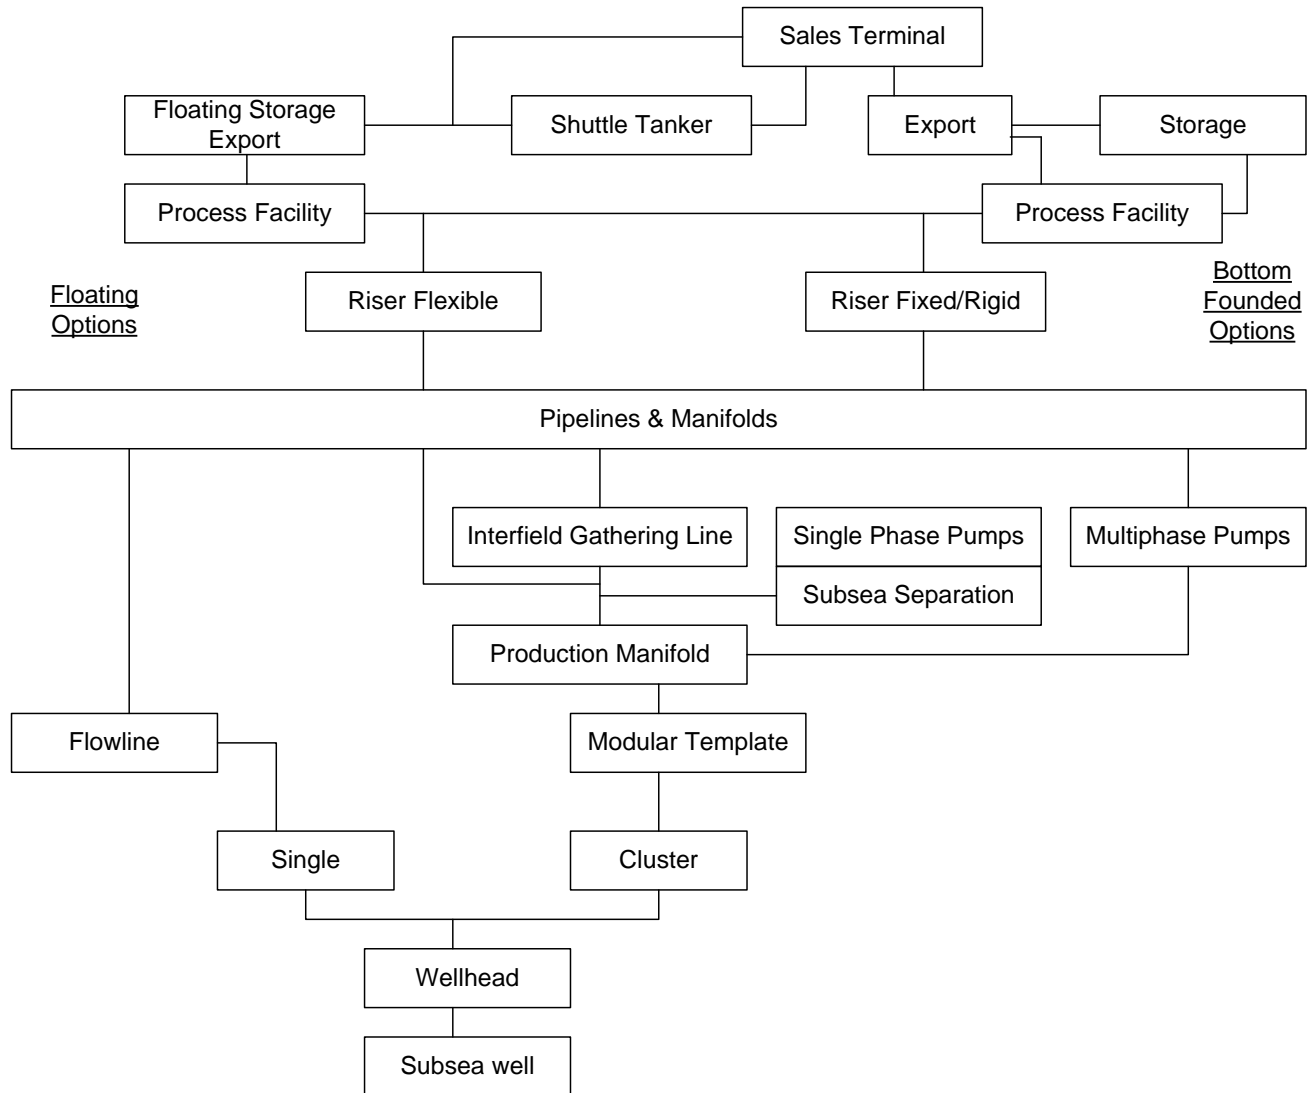 Sales Terminal
Floating Storage
Export
Shuttle Tanker
Export
Storage
Process Facility
Process Facility
Floating
Options
Riser Flexible
Riser Fixed/Rigid
Bottom
Founded
Options
Pipelines & Manifolds
Interfield Gathering Line
Single Phase Pumps
Multiphase Pumps
Subsea Separation
Production Manifold
Flowline
Modular Template
Single
Cluster
Wellhead
Subsea well